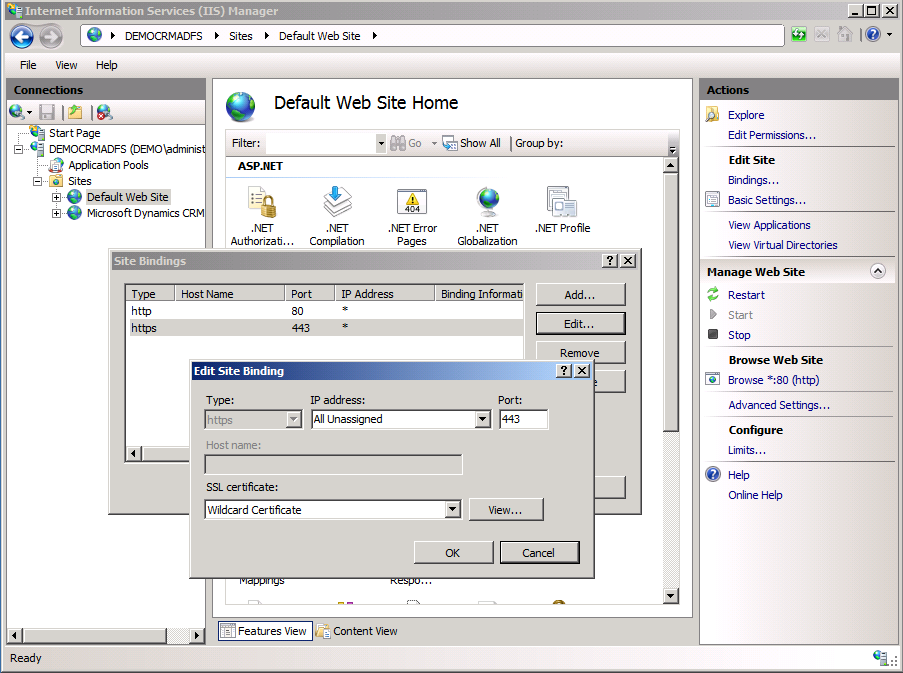 Internet Information Services (IIS) Manager
DEMOCRMADFS
Sites
Default Web Site
File
View
Help
Connections
Start Page
DEMOCRMADFS (DEMO\administ
Application Pools
Sites
Default Web Site
Microsoft Dynamics CRM
Default Web Site Home
Filter:
Go
Show All
Group by:
ASP.NET
.NET
Authorizati...
.NET
Compilation
.NET Error
Pages
404
.NET
Globalization
.NET Profile
Site Bindings
Type Host Name Port IP Address Binding Informati
http 80 *
https 443 *
Add...
Edit...
Remove
Edit Site Binding
Type:
IP address:
Port:
https
All Unassigned
443
Host name:
SSL certificate:
Wildcard Certificate
View...
OK
Cancel
Mappings
Respo...
Features View
Content View
Actions
Explore
Edit Permissions...
Edit Site
Bindings...
Basic Settings...
View Applications
View Virtual Directories
Manage Web Site
Restart
Start
Stop
Browse Web Site
Browse *:80 (http)
Advanced Settings...
Configure
Limits...
Help
Online Help
Ready